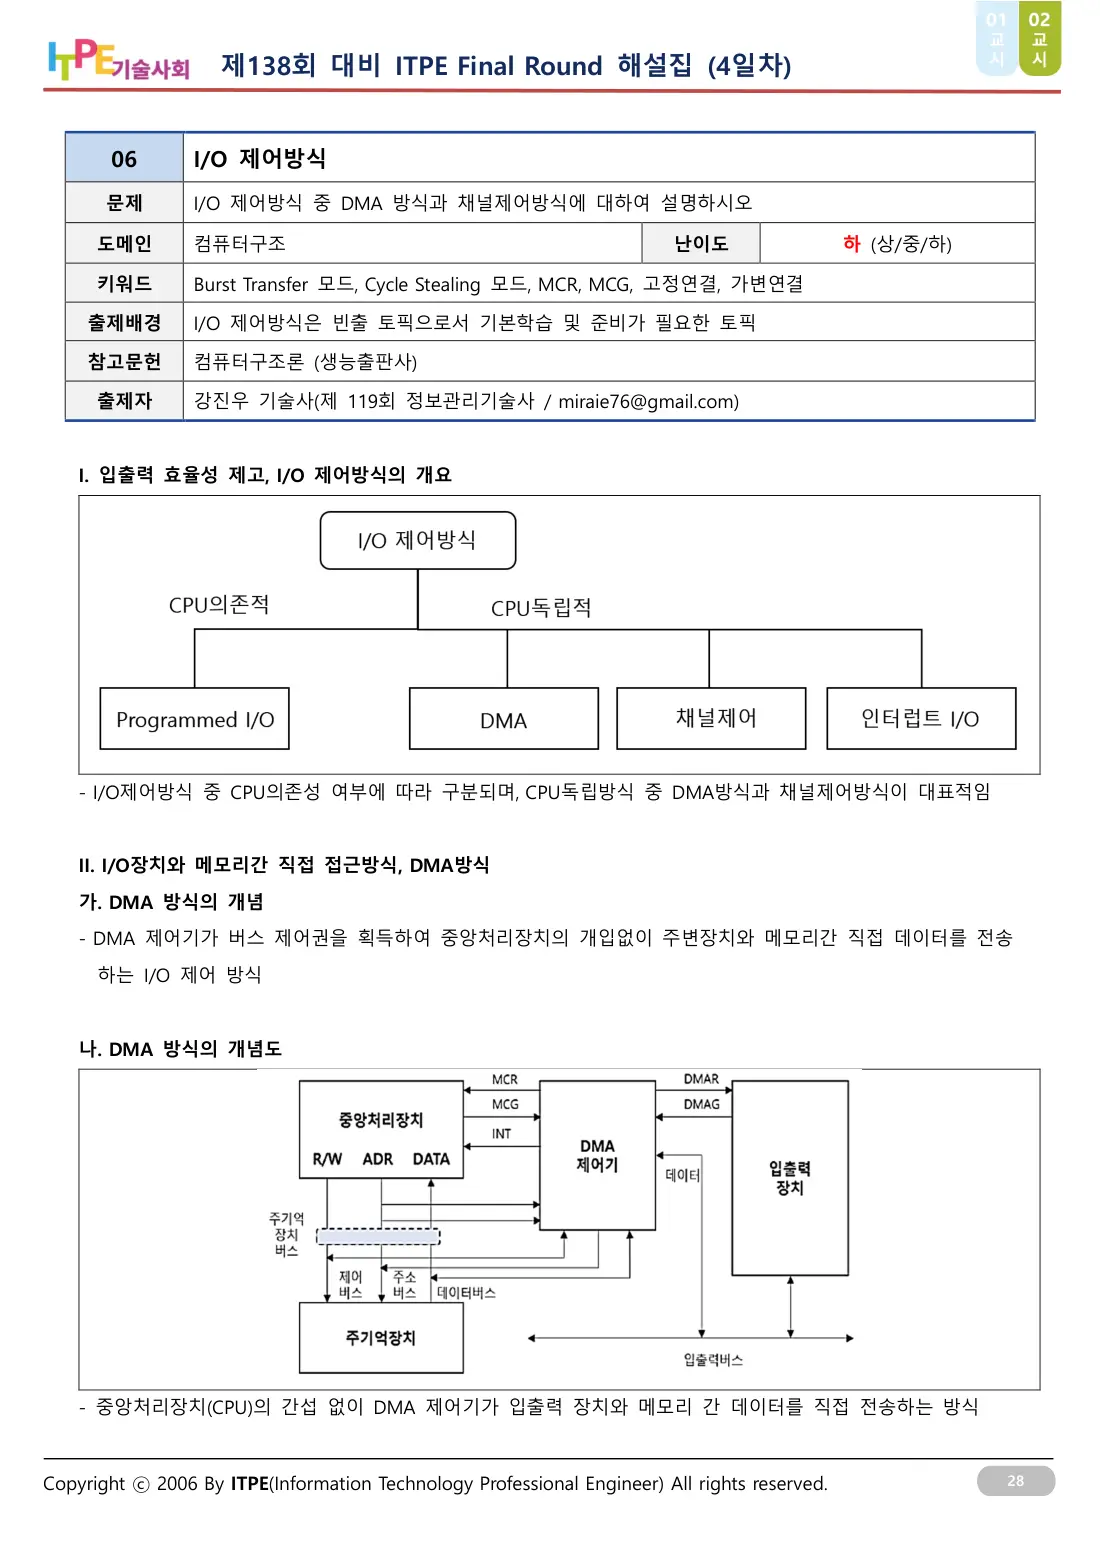 01
교
시
02
교
시
ITPE기술사회 제138회 대비 ITPE Final Round 해설집 (4일차)
06 I/O 제어방식
문제 I/O 제어방식 중 DMA 방식과 채널제어방식에 대하여 설명하시오
도메인 컴퓨터구조 난이도 하 (상/중/하)
키워드 Burst Transfer 모드, Cycle Stealing 모드, MCR, MCG, 고정연결, 가변연결
출제배경 I/O 제어방식은 빈출 토픽으로서 기본학습 및 준비가 필요한 토픽
참고문헌 컴퓨터구조론 (생능출판사)
출제자 강진우 기술사(제 119회 정보관리기술사 / miraie76@gmail.com)
I. 입출력 효율성 제고, I/O 제어방식의 개요
I/O 제어방식
CPU의존적 CPU독립적
Programmed I/O DMA 채널제어 인터럽트 I/O
- I/O제어방식 중 CPU의존성 여부에 따라 구분되며, CPU독립방식 중 DMA방식과 채널제어방식이 대표적임
II. I/O장치와 메모리간 직접 접근방식, DMA방식
가. DMA 방식의 개념
- DMA 제어기가 버스 제어권을 획득하여 중앙처리장치의 개입없이 주변장치와 메모리간 직접 데이터를 전송
하는 I/O 제어 방식
나. DMA 방식의 개념도
MCR DMAR
MCG DMAG
중앙처리장치
INT
DMA
제어기
R/W ADR DATA
데이터
입출력
장치
주기억
장치
버스
제어
버스
주소
버스
데이터버스
주기억장치
입출력버스
- 중앙처리장치(CPU)의 간섭 없이 DMA 제어기가 입출력 장치와 메모리 간 데이터를 직접 전송하는 방식
Copyright ⓒ 2006 By ITPE(Information Technology Professional Engineer) All rights reserved.
28